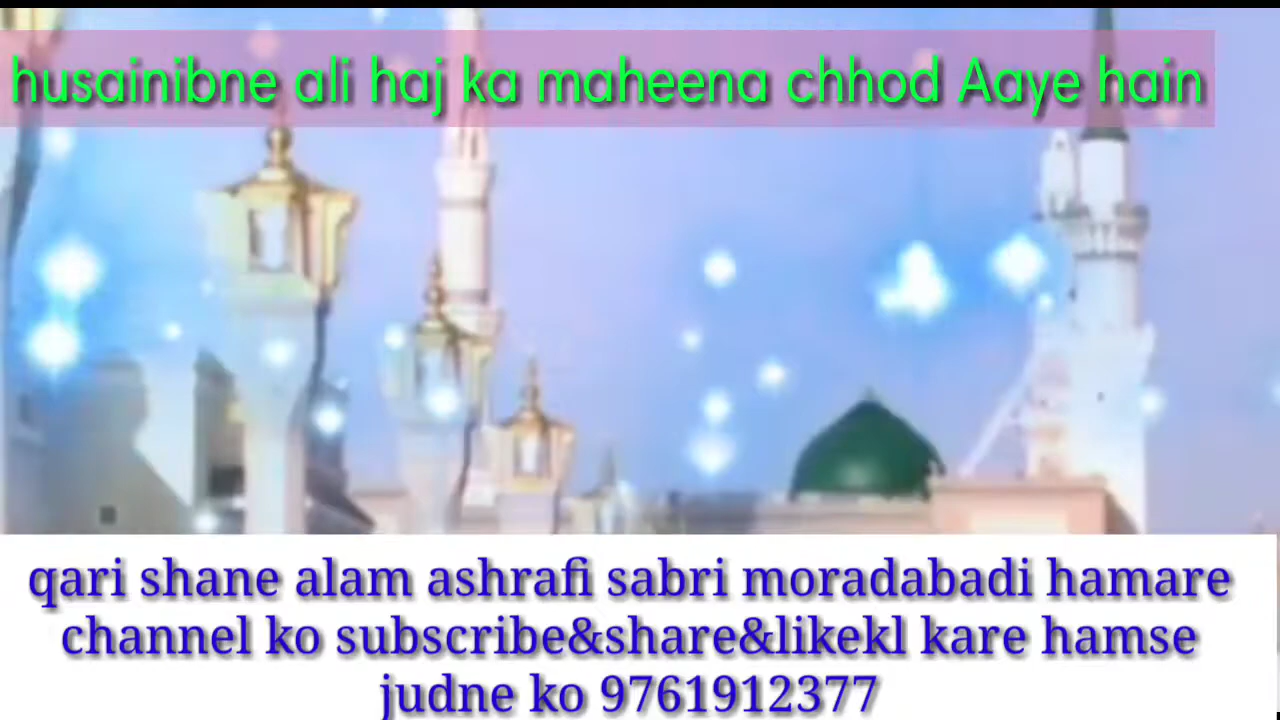 husainibne ali haj ka maheena chhod Aaye hain
qari shane alam ashrafi sabri moradabadi hamare
channel ko subscribe&share&likekl kare hamse
judne ko 9761912377